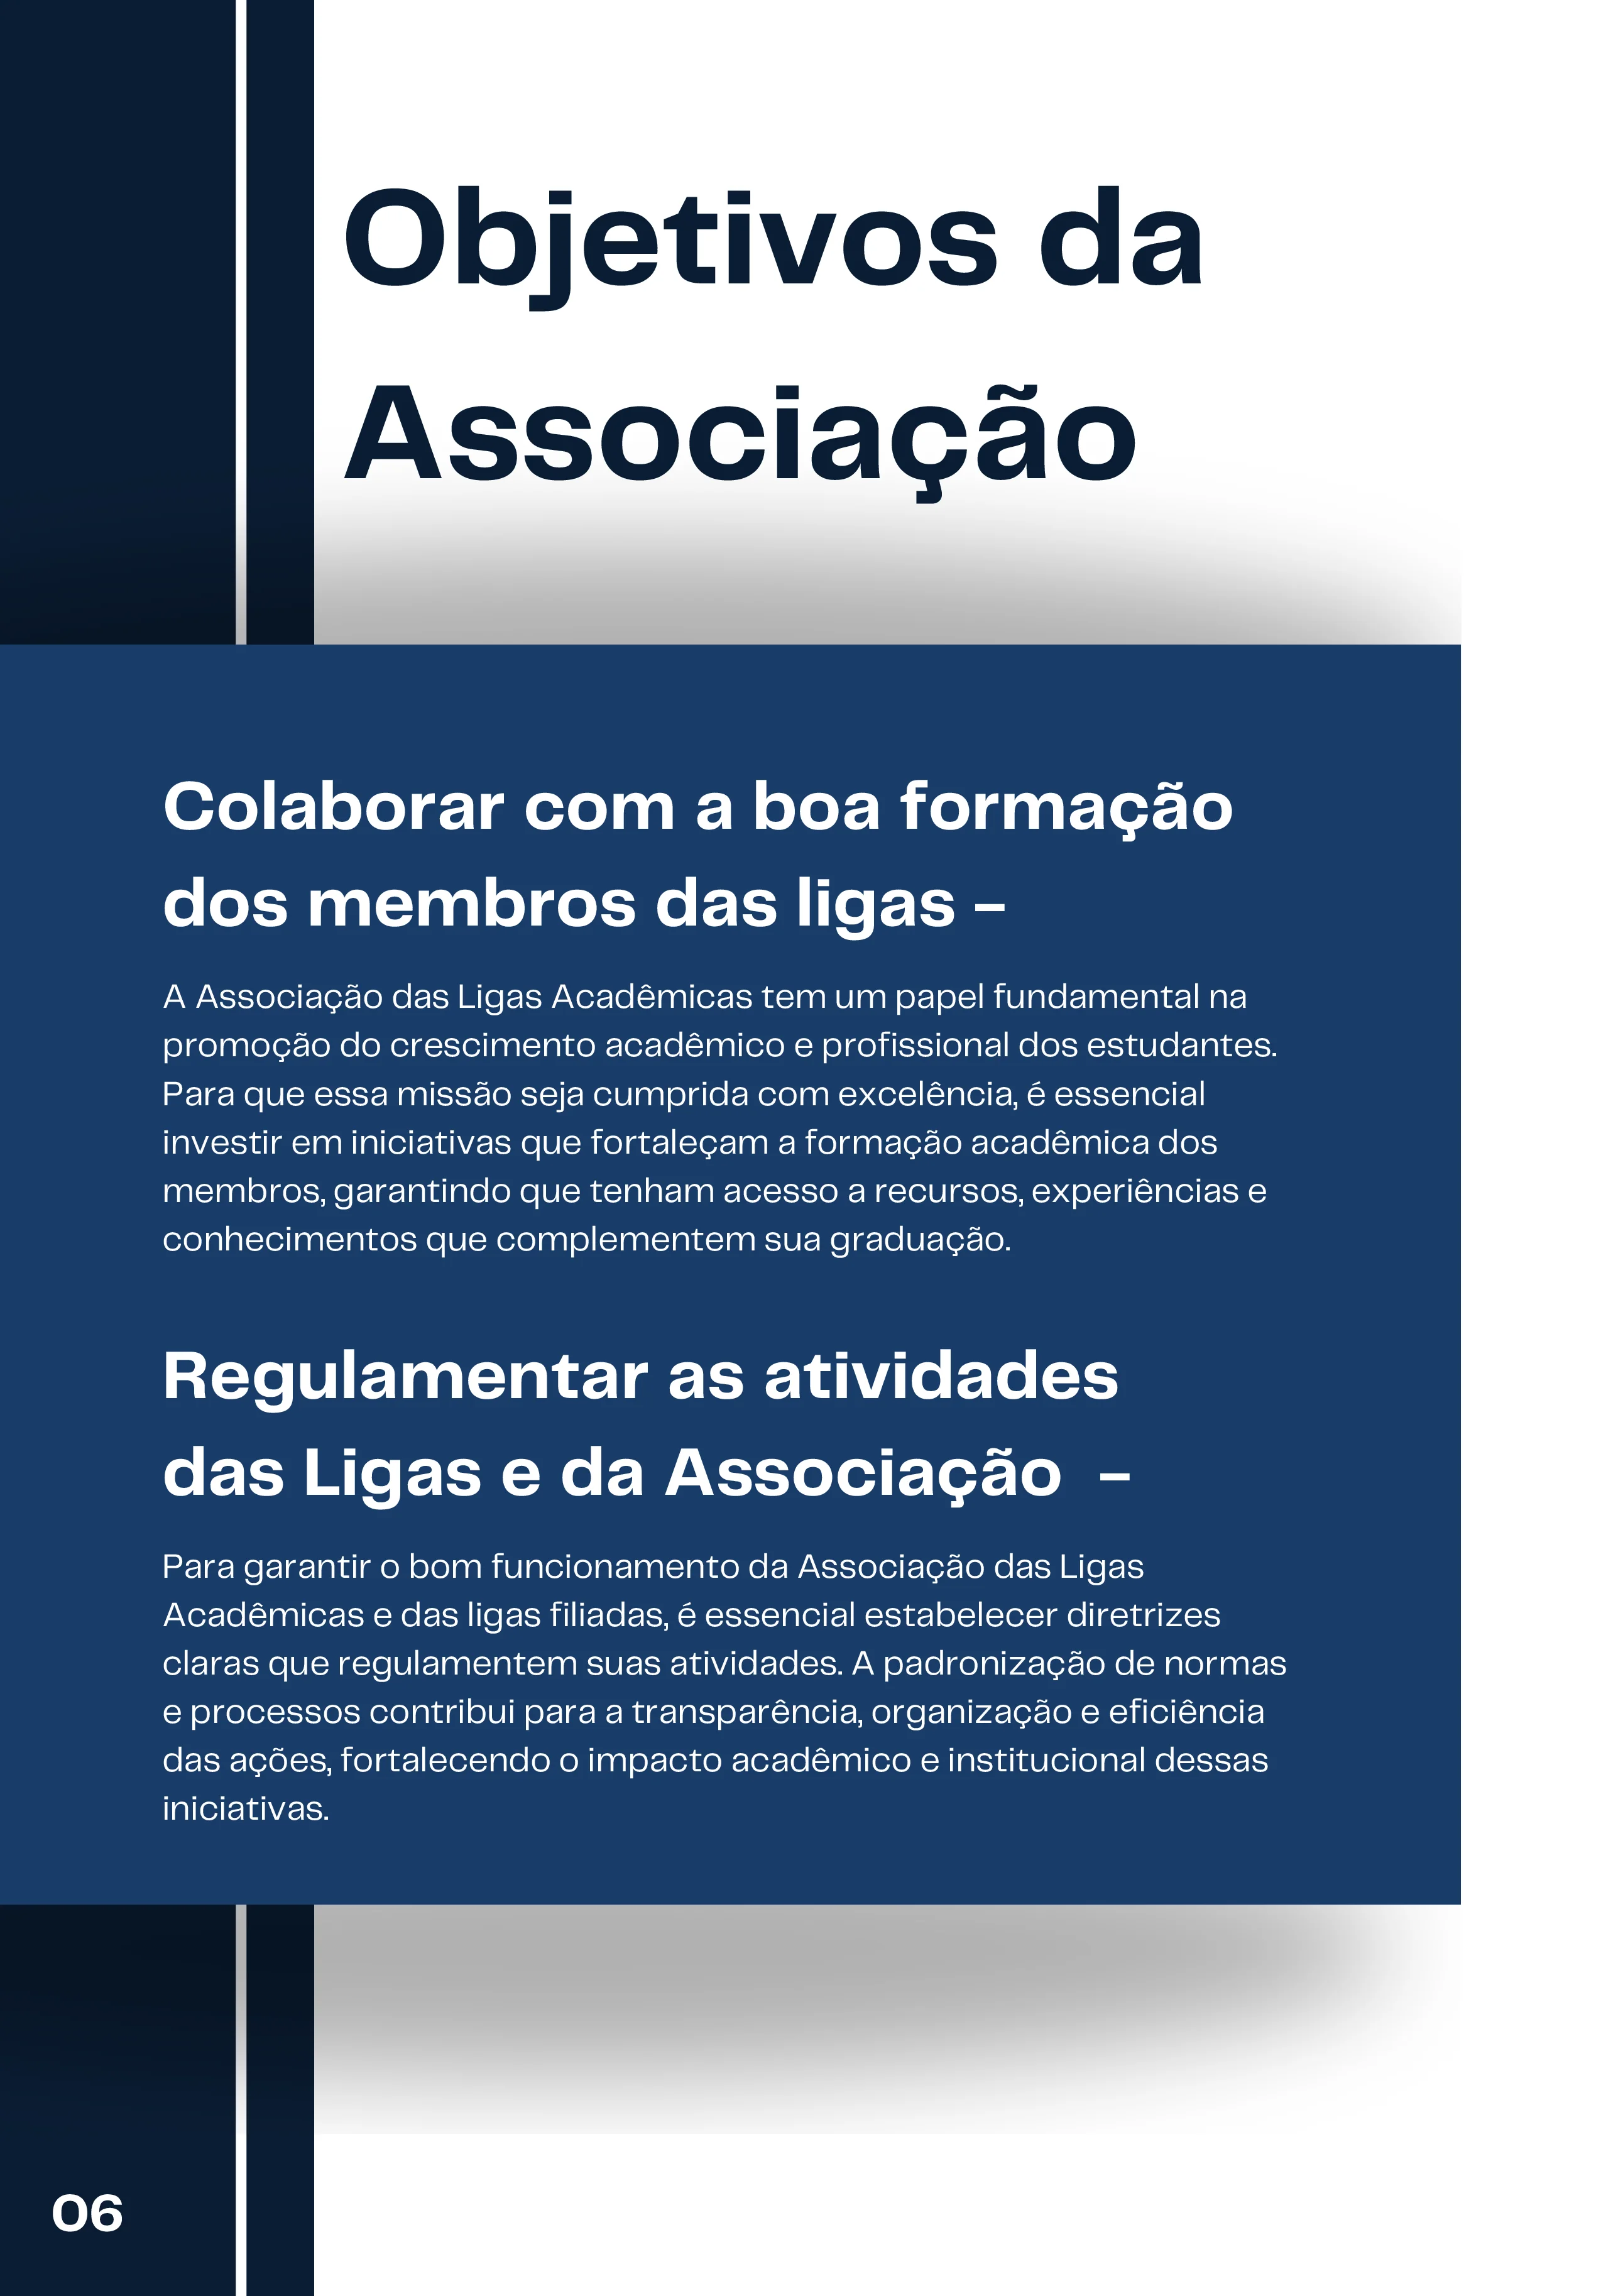 Objetivos da
Associação
Colaborar com a boa formação
dos membros das ligas -
A Associação das Ligas Acadêmicas tem um papel fundamental na
promoção do crescimento acadêmico e profissional dos estudantes.
Para que essa missão seja cumprida com excelência, é essencial
investir em iniciativas que fortaleçam a formação acadêmica dos
membros, garantindo que tenham acesso a recursos, experiências e
conhecimentos que complementem sua graduação.
Regulamentar as atividades
das Ligas e da Associação -
Para garantir o bom funcionamento da Associação das Ligas
Acadêmicas e das ligas filiadas, é essencial estabelecer diretrizes
claras que regulamentem suas atividades. A padronização de normas
e processos contribui para a transparência, organização e eficiência
das ações, fortalecendo o impacto acadêmico e institucional dessas
iniciativas.
06